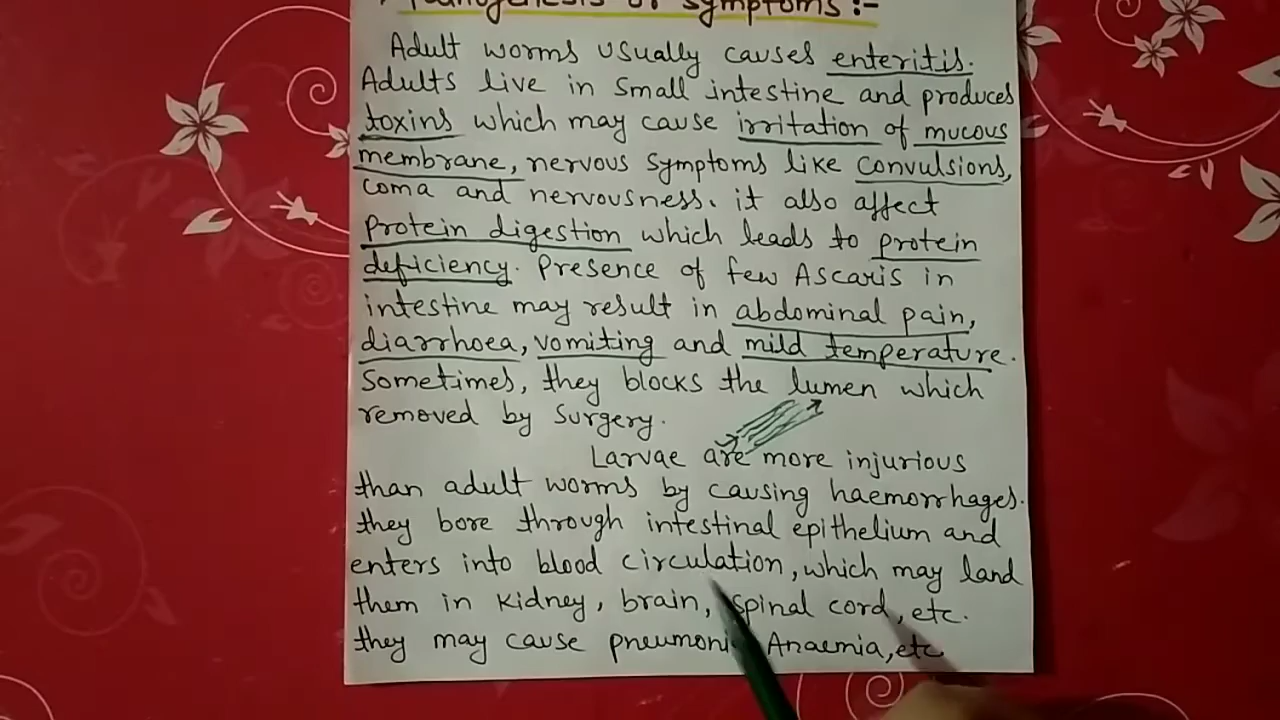 Pathogenesis or symptoms :-
Adult worms usually causes enteritis.
Adults live in small intestine and produces
toxins which may cause irritation of mucous
membrane, nervous symptoms like convulsions,
coma and nervousness. it also affect
protein digestion which leads to protein
deficiency. Presence of few Ascaris in
intestine may result in abdominal pain,
diarrhoea, vomiting and mild temperature.
Sometimes, they blocks the lumen which
removed by surgery.
Larvae are more injurious
than adult worms by causing haemorrhages.
they bore through intestinal epithelium and
enters into blood circulation, which may land
them in kidney, brain, spinal cord, etc.
they may cause Anaemia, etc